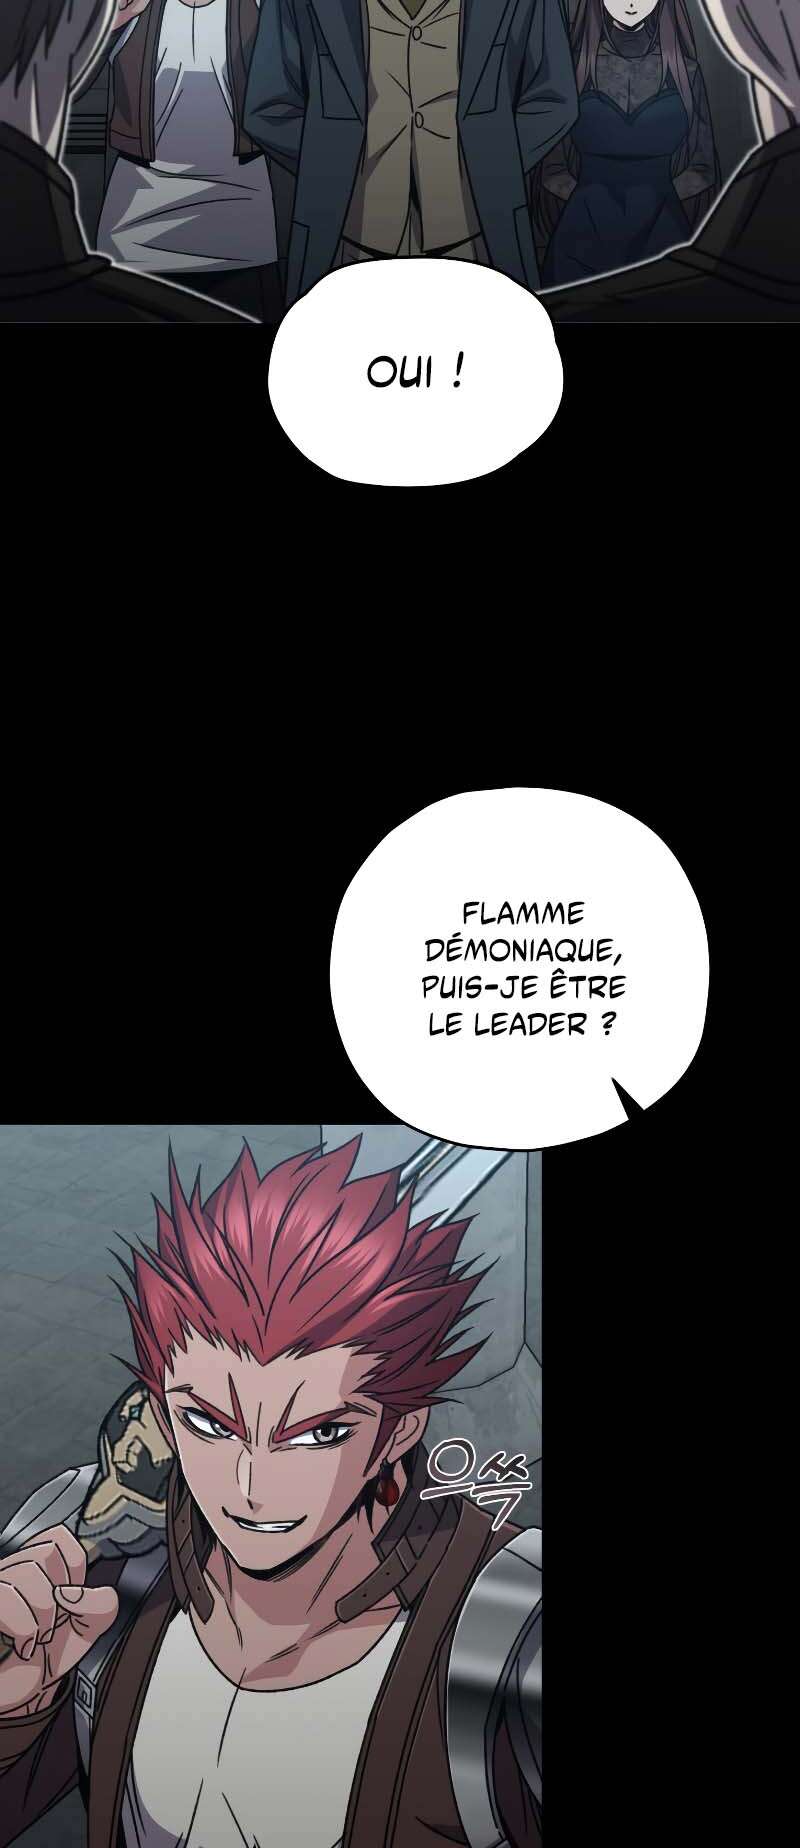 OUI !
FLAMME
DÉMONIAQUE,
PUIS-JE ÊTRE
LE LEADER ?
으쓱